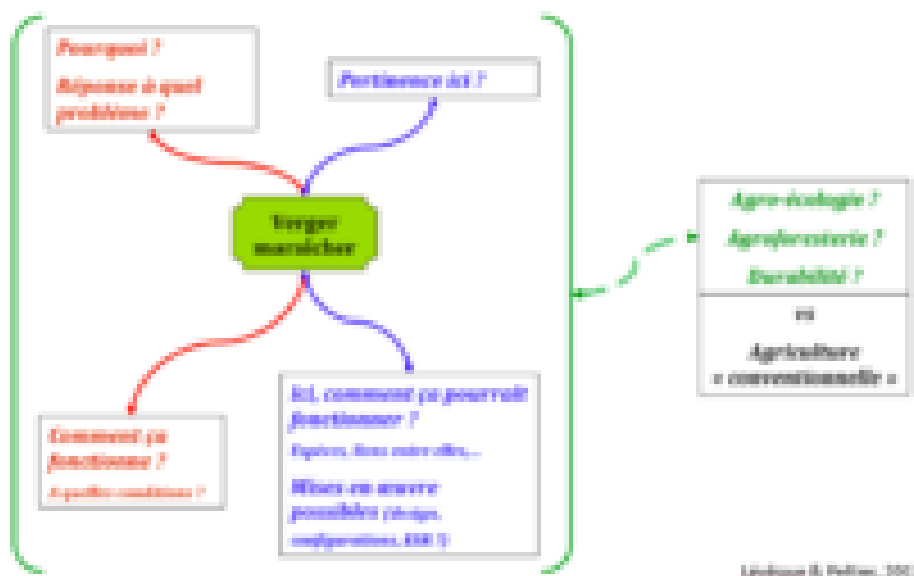 Pourquoi ?
Réponse à quel
problème ?
Pertinence ici ?
Verger
maraîcher
Comment ça
fonctionne ?
A quelles conditions ?
Ici, comment ça pourrait
fonctionner ?
Espèces, liens entre elles,...
Mises en œuvre
possibles (design,
configurations,
Agro-écologie ?
Agroforesterie ?
Durabilité ?
vs
Agriculture
« conventionnelle »